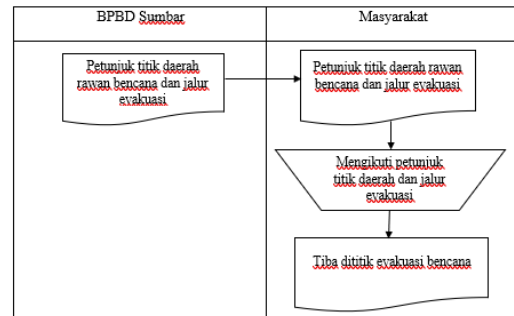 BPBD Sumbar
Masyarakat
Petunjuk titik daerah
rawan bencana dan jalur
evakuasi
Petunjuk titik daerah rawan
bencana dan jalur evakuasi
Mengikuti petunjuk
titik daerah dan jalur
evakuasi
Tiba dititik evakuasi bencana